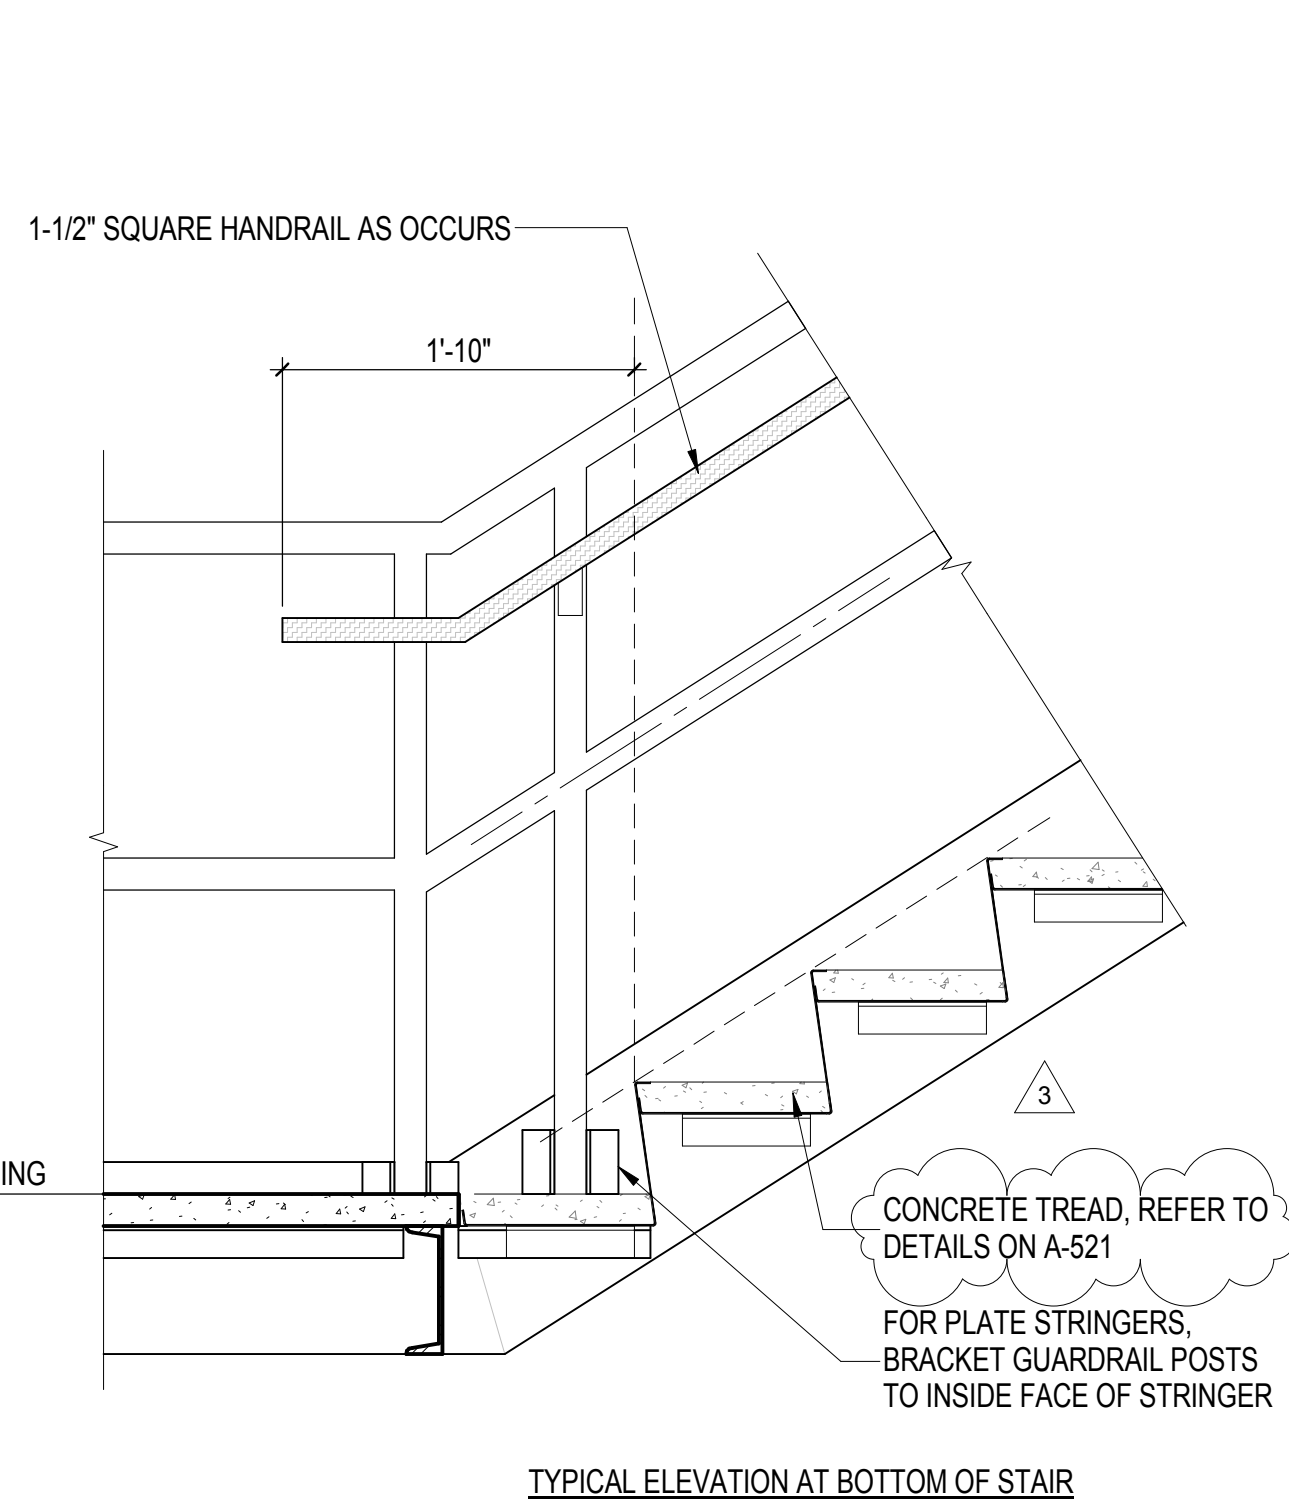 1-1/2" SQUARE HANDRAIL AS OCCURS
1'-10"
3
ING
CONCRETE TREAD, REFER TO
DETAILS ON A-521
FOR PLATE STRINGERS,
BRACKET GUARDRAIL POSTS
TO INSIDE FACE OF STRINGER
TYPICAL ELEVATION AT BOTTOM OF STAIR